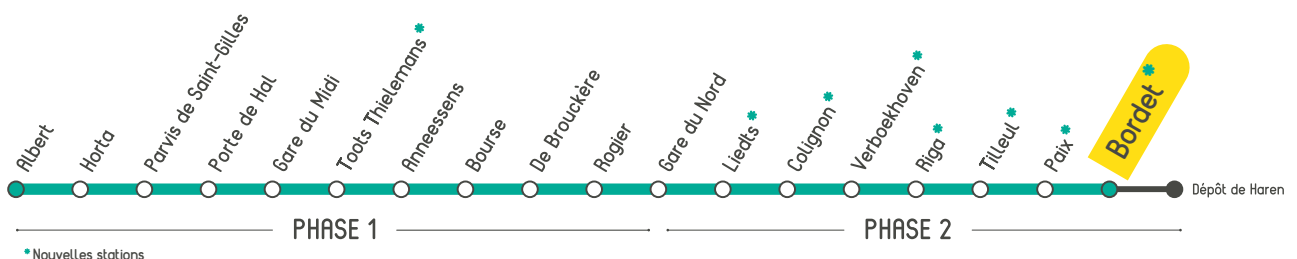 Albert
Horta
Parvis de Saint-Gilles
Porte de Hal
Gare du Midi
Toots Thielemans *
Anneessens
Bourse
De Brouckère
Rogier
Gare du Nord
Liedts *
Colignon *
Verboekhoven *
Riga *
Tilleul *
Paix *
Bordet *
Dépôt de Haren
PHASE 1
PHASE 2
* Nouvelles stations